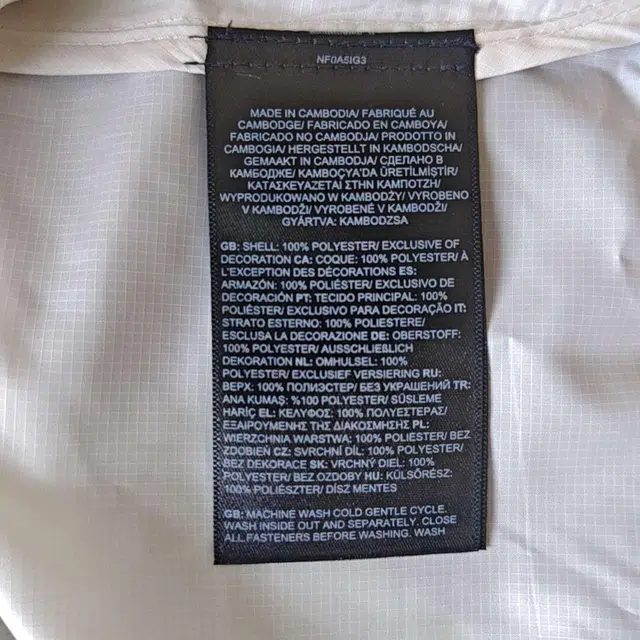 NF0A5IG3
MADE IN CAMBODIA/ FABRIQUÉ AU
CAMBODGE/ FABRICADO EN CAMBOYA/
FABRICADO NO CAMBODJA/ PRODOTTO IN
CAMBOGIA/ HERGESTELLT IN KAMBODSCHA/
GEMAAKT IN CAMBODJA/ СДЕЛАНО В
КАМБОДЖЕ/ KAMBOÇYA'DA ÜRETİLMİŞTİR/
ΚΑΤΑΣΚΕΥΑΖΕΤΑΙ ΣΤΗΝ ΚΑΜΠΟΤΖΗ/
WYPRODUKOWANO W KAMBODŻY/ VYROBENO
V KAMBODŽI/ VYROBENÉ V KAMBODŽI/
GYÁRTVA: KAMBODZSA
GB: SHELL: 100% POLYESTER/ EXCLUSIVE OF
DECORATION CA: COQUE: 100% POLYESTER/ À
L'EXCEPTION DES DÉCORATIONS ES:
ARMAZÓN: 100% POLIÉSTER/ EXCLUSIVO DE
DECORACIÓN PT: TECIDO PRINCIPAL: 100%
POLIÉSTER/ EXCLUSIVO PARA DECORAÇÃO IT:
STRATO ESTERNO: 100% POLIESTERE/
ESCLUSA LA DECORAZIONE DE: OBERSTOFF:
100% POLYESTER/ AUSSCHLIEßLICH
DEKORATION NL: OMHULSEL: 100%
POLYESTER/ EXCLUSIEF VERSIERING RU:
ВЕРХ: 100% ПОЛИЭСТЕР/ БЕЗ УКРАШЕНИЙ TR:
ANA KUMAŞ: %100 POLYESTER/ SÜSLEME
HARİÇ EL: ΚΕΛΥΦΟΣ: 100% ΠΟΛΥΕΣΤΕΡΑΣ/
ΕΞΑΙΡΟΥΜΕΝΗΣ ΤΗΣ ΔΙΑΚΟΣΜΗΣΗΣ PL:
WIERZCHNIA WARSTWA: 100% POLIESTER/ BEZ
ZDOBIEŃ CZ: SVRCHNÍ DÍL: 100% POLYESTER/
BEZ DEKORACE SK: VRCHNÝ DIEL: 100%
POLYESTER/ BEZ OZDOBY HU: KÜLSŐRÉSZ:
100% POLIÉSZTER/ DÍSZ MENTES
GB: MACHINE WASH COLD GENTLE CYCLE.
WASH INSIDE OUT AND SEPARATELY. CLOSE
ALL FASTENERS BEFORE WASHING. WASH